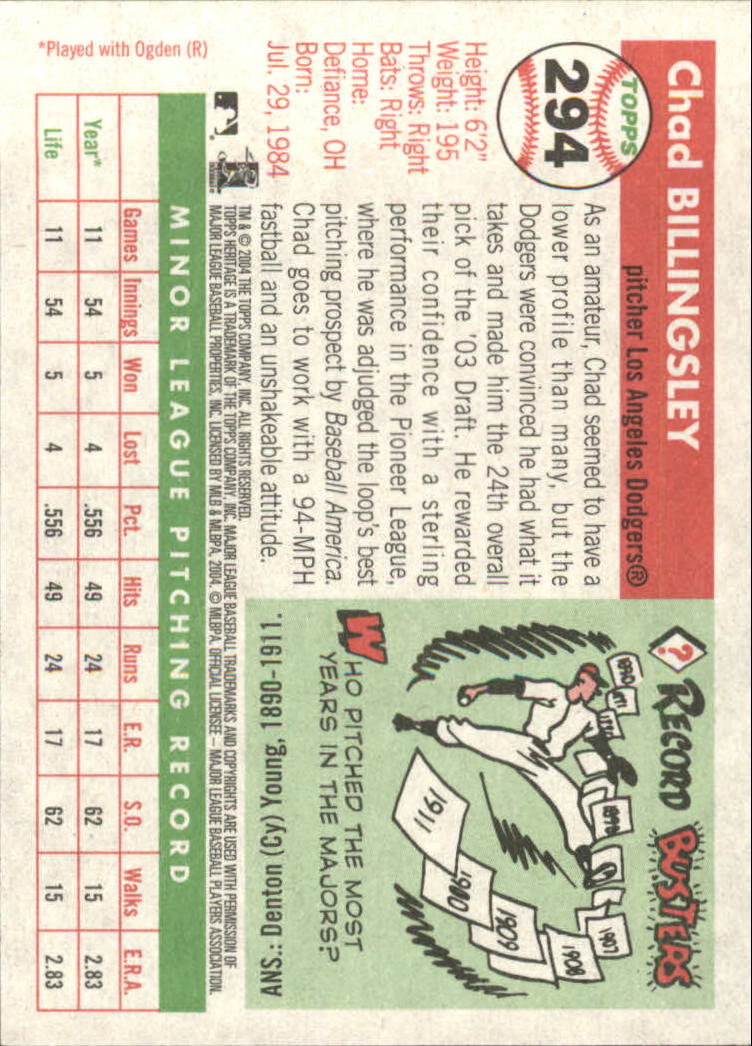 Chad BILLINGSLEY
pitcher Los Angeles Dodgers®
TOPPS
294
Height: 6'2"
Weight: 195
Throws: Right
Bats: Right
Home:
Defiance, OH
Born:
Jul. 29, 1984
As an amateur, Chad seemed to have a
lower profile than many, but the
Dodgers were convinced he had what it
takes and made him the 24th overall
pick of the '03 Draft. He rewarded
their confidence with a sterling
performance in the Pioneer League,
where he was adjudged the loop's best
pitching prospect by Baseball America.
Chad goes to work with a 94-MPH
fastball and an unshakeable attitude.
? RECORD BUSTERS
1890
1907
1908
1909
1910
1911
WHO PITCHED THE MOST
YEARS IN THE MAJORS?
ANS.: Denton (Cy) Young, 1890-1911.
TM & © 2004 THE TOPPS COMPANY, INC. ALL RIGHTS RESERVED.
TOPPS HERITAGE IS A TRADEMARK OF THE TOPPS COMPANY, INC. MAJOR LEAGUE BASEBALL TRADEMARKS AND COPYRIGHTS ARE USED WITH PERMISSION OF
MAJOR LEAGUE BASEBALL PROPERTIES, INC. LICENSED BY MLB & MLBPA, 2004. © MLBPA. OFFICIAL LICENSEE – MAJOR LEAGUE BASEBALL PLAYERS ASSOCIATION.
MINOR LEAGUE PITCHING RECORD
Games Innings Won Lost Pct. Hits Runs E.R. S.O. Walks E.R.A.
Year* 11 54 5 4 .556 49 24 17 62 15 2.83
Life 11 54 5 4 .556 49 24 17 62 15 2.83
*Played with Ogden (R)